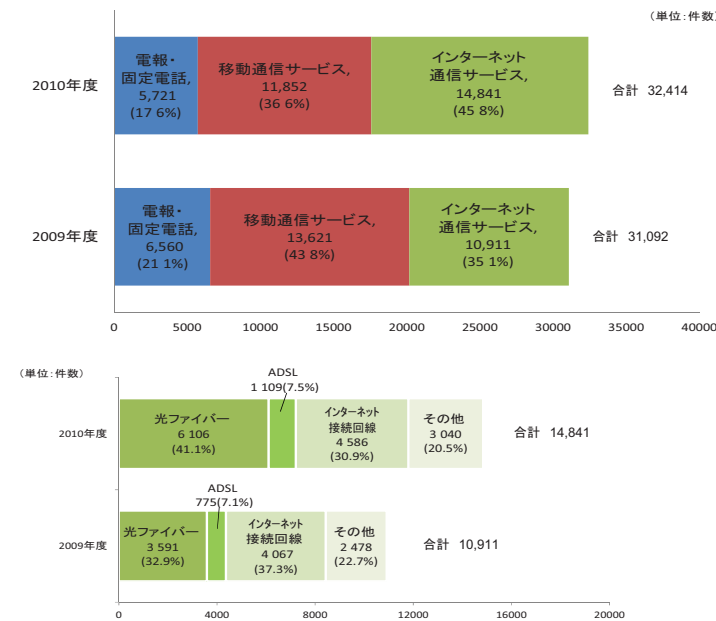 （単位：件数）
2010年度
電報・
固定電話,
5,721
(17 6%)
移動通信サービス,
11,852
(36 6%)
インターネット
通信サービス,
14,841
(45 8%)
合計 32,414
2009年度
電報・
固定電話,
6,560
(21 1%)
移動通信サービス,
13,621
(43 8%)
インターネット
通信サービス,
10,911
(35 1%)
合計 31,092
0 5000 10000 15000 20000 25000 30000 35000 40000
（単位：件数）
ADSL
1 109(7.5%)
2010年度
光ファイバー
6 106
(41.1%)
インターネット
接続回線
4 586
(30.9%)
その他
3 040
(20.5%)
合計 14,841
ADSL
775(7.1%)
2009年度
光ファイバー
3 591
(32.9%)
インターネット
接続回線
4 067
(37.3%)
その他
2 478
(22.7%)
合計 10,911
0 4000 8000 12000 16000 20000